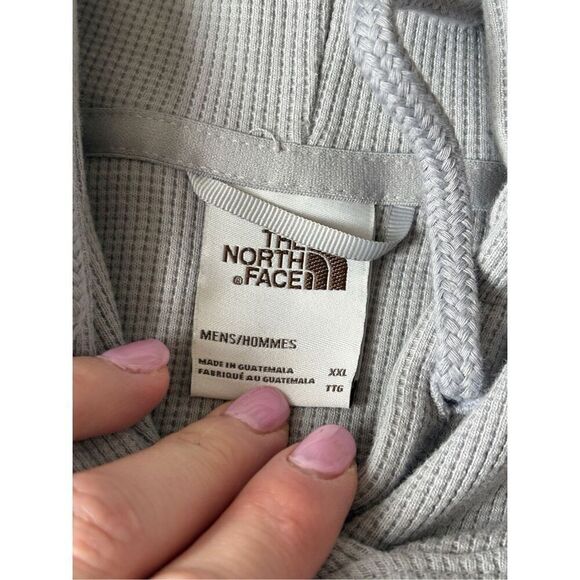 THE
NORTH
FACE
MENS/HOMMES
MADE IN GUATEMALA XXL
FABRIQUÉ AU GUATEMALA TTG